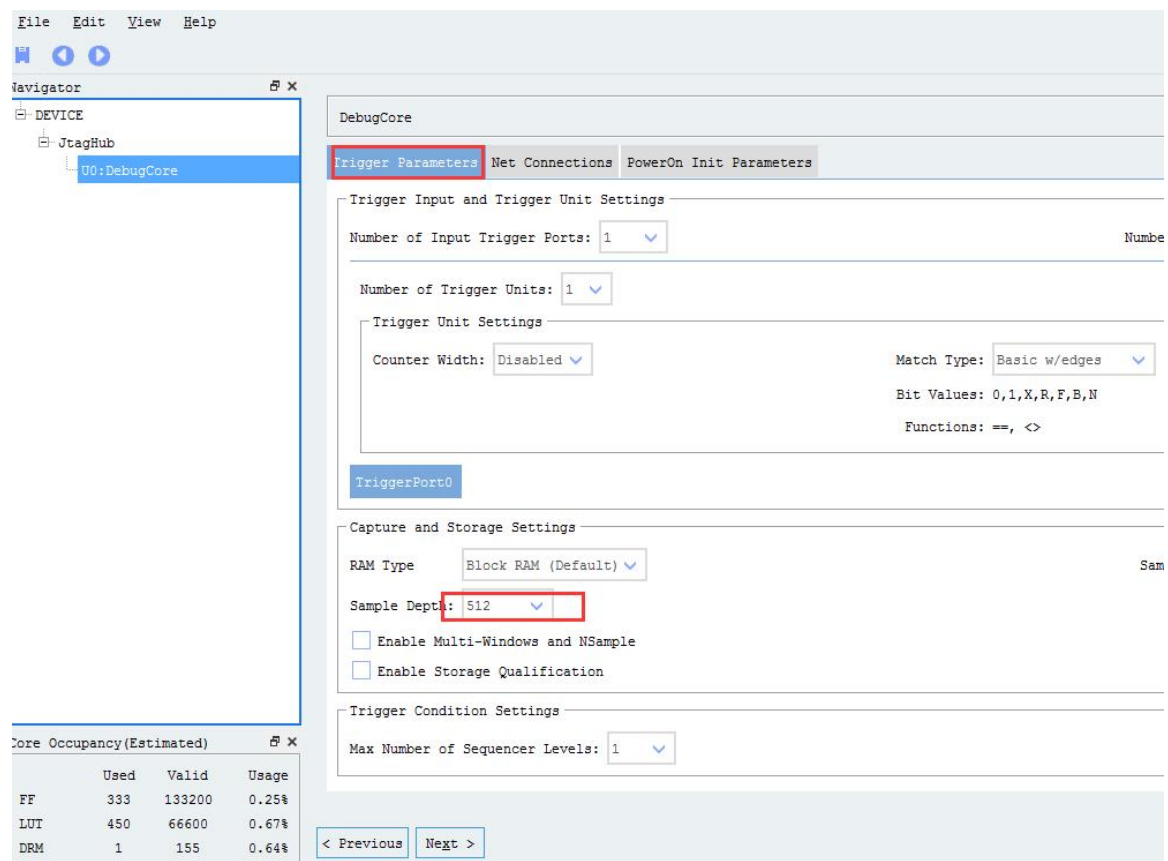 File Edit View Help
Navigator
DEVICE
JtagHub
U0:DebugCore
DebugCore
Trigger Parameters Net Connections PowerOn Init Parameters
Trigger Input and Trigger Unit Settings
Number of Input Trigger Ports: 1 Numbe
Number of Trigger Units: 1
Trigger Unit Settings
Counter Width: Disabled Match Type: Basic w/edges
Bit Values: 0,1,X,R,F,B,N
Functions: ==, <>
TriggerPort0
Capture and Storage Settings
RAM Type Block RAM (Default) Sam
Sample Depth: 512
Enable Multi-Windows and NSample
Enable Storage Qualification
Trigger Condition Settings
Max Number of Sequencer Levels: 1
Core Occupancy(Estimated)
Used Valid Usage
FF 333 133200 0.25%
LUT 450 66600 0.67%
DRM 1 155 0.64%
< Previous Next >